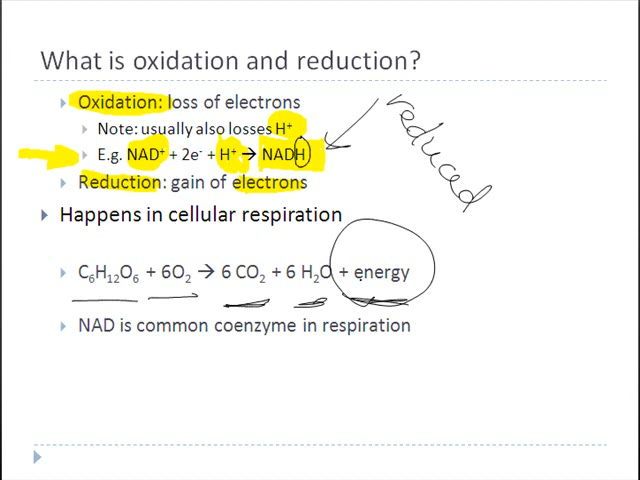 What is oxidation and reduction?
Oxidation: loss of electrons
Note: usually also losses H⁺
E.g. NAD⁺ + 2e⁻ + H⁺ → NADH
Reduction: gain of electrons
reduced
Happens in cellular respiration
C₆H₁₂O₆ + 6O₂ → 6 CO₂ + 6 H₂O + energy
NAD is common coenzyme in respiration